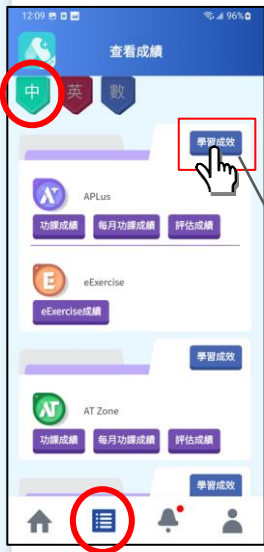 12:09 96%
查看成績
中 英 數
學習成效
A+ APLus
功課成績 每月功課成績 評估成績
E eExercise
eExercise成績
學習成效
AT AT Zone
功課成績 每月功課成績 評估成績
學習成效